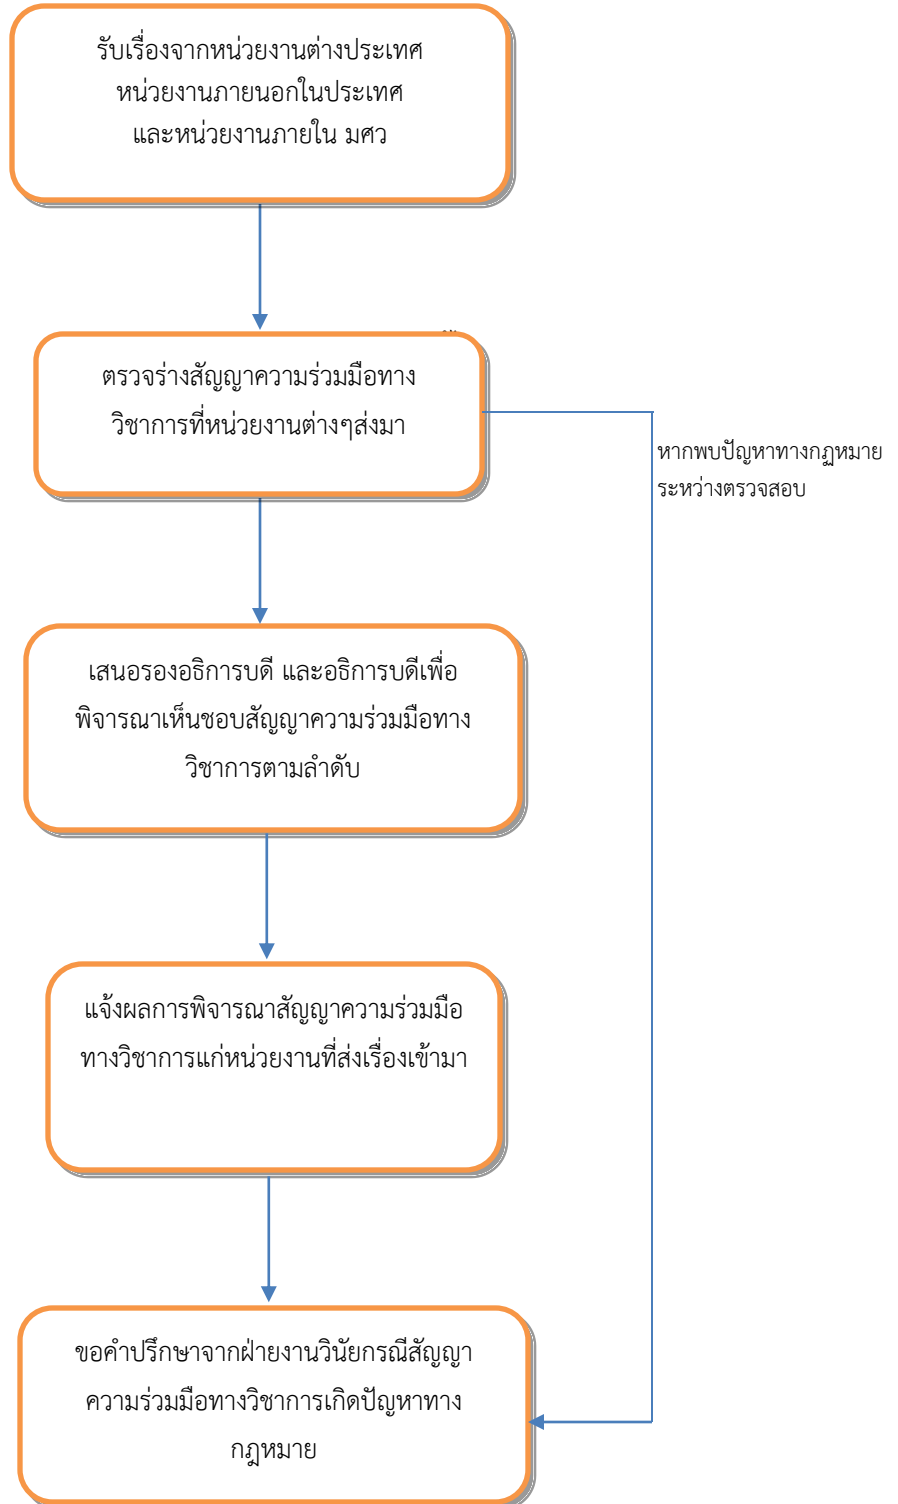 รับเรื่องจากหน่วยงานต่างประเทศ
หน่วยงานภายนอกในประเทศ
และหน่วยงานภายใน มศว
ตรวจร่างสัญญาความร่วมมือทาง
วิชาการที่หน่วยงานต่างๆส่งมา
หากพบปัญหาทางกฏหมาย
ระหว่างตรวจสอบ
เสนอรองอธิการบดี และอธิการบดีเพื่อ
พิจารณาเห็นชอบสัญญาความร่วมมือทาง
วิชาการตามลำดับ
แจ้งผลการพิจารณาสัญญาความร่วมมือ
ทางวิชาการแก่หน่วยงานที่ส่งเรื่องเข้ามา
ขอคำปรึกษาจากฝ่ายงานวินัยกรณีสัญญา
ความร่วมมือทางวิชาการเกิดปัญหาทาง
กฎหมาย